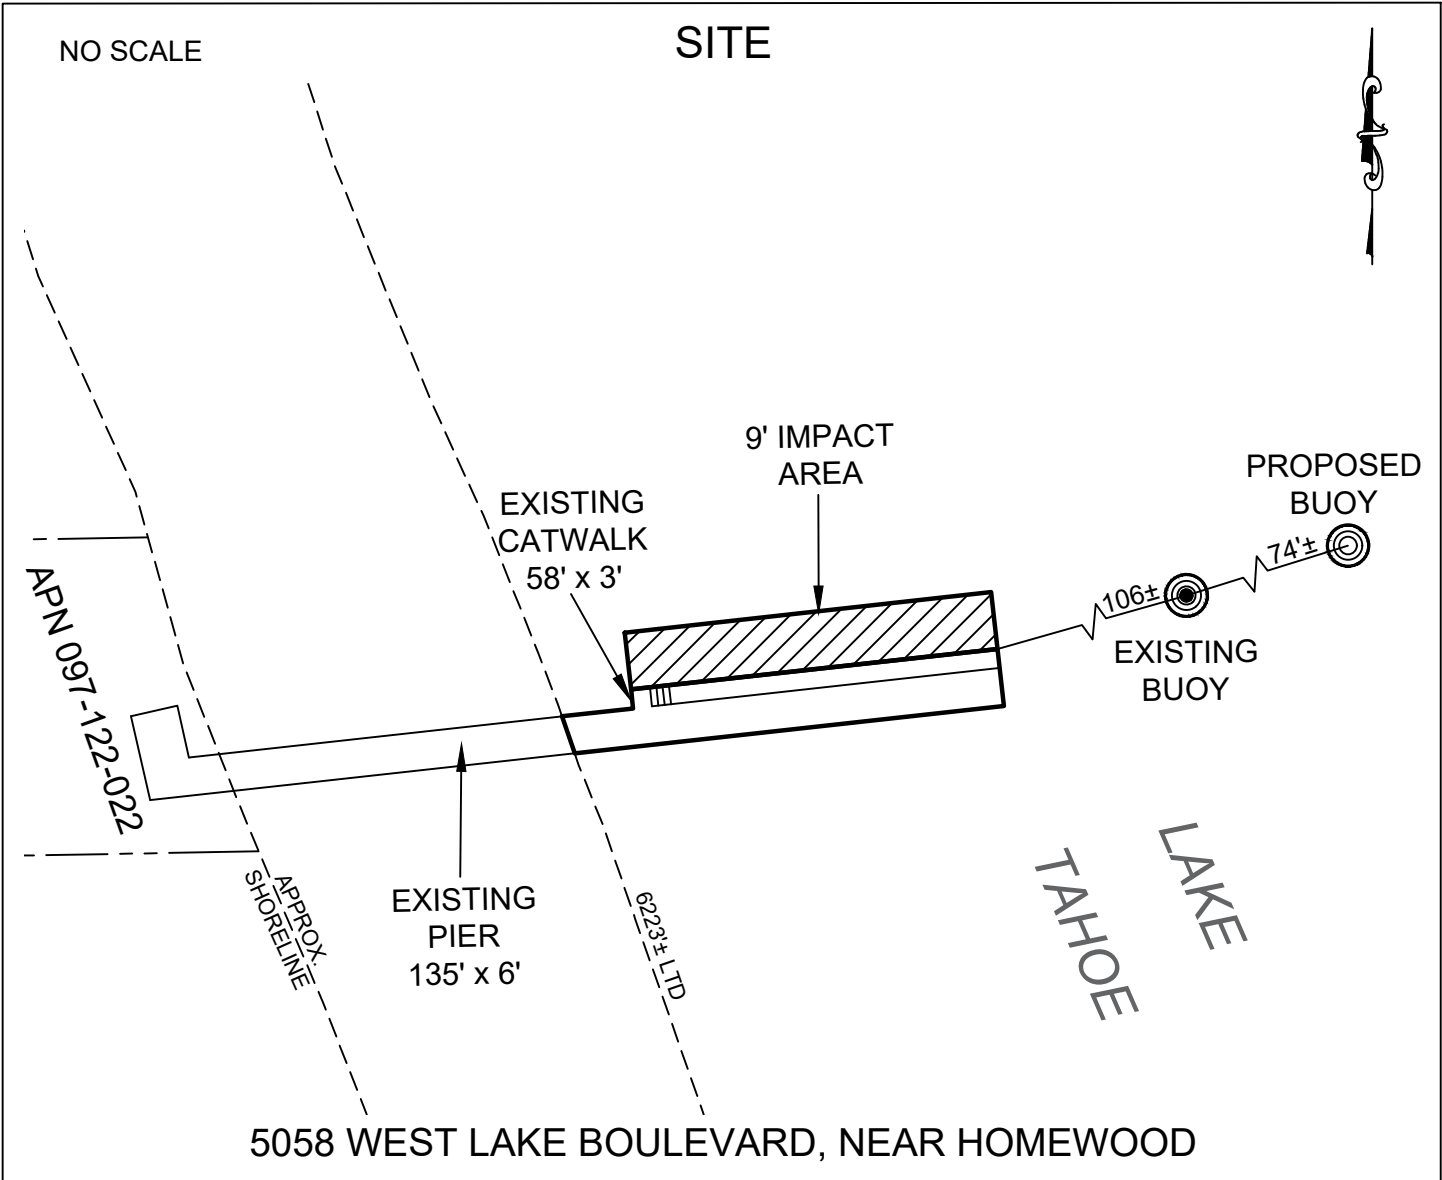 NO SCALE
SITE
9' IMPACT
AREA
PROPOSED
BUOY
EXISTING
CATWALK
58' x 3'
74'±
106±
EXISTING
BUOY
APN 097-122-022
EXISTING
PIER
135' x 6'
APPROX.
SHORELINE
6223'± LTD
LAKE
TAHOE
5058 WEST LAKE BOULEVARD, NEAR HOMEWOOD